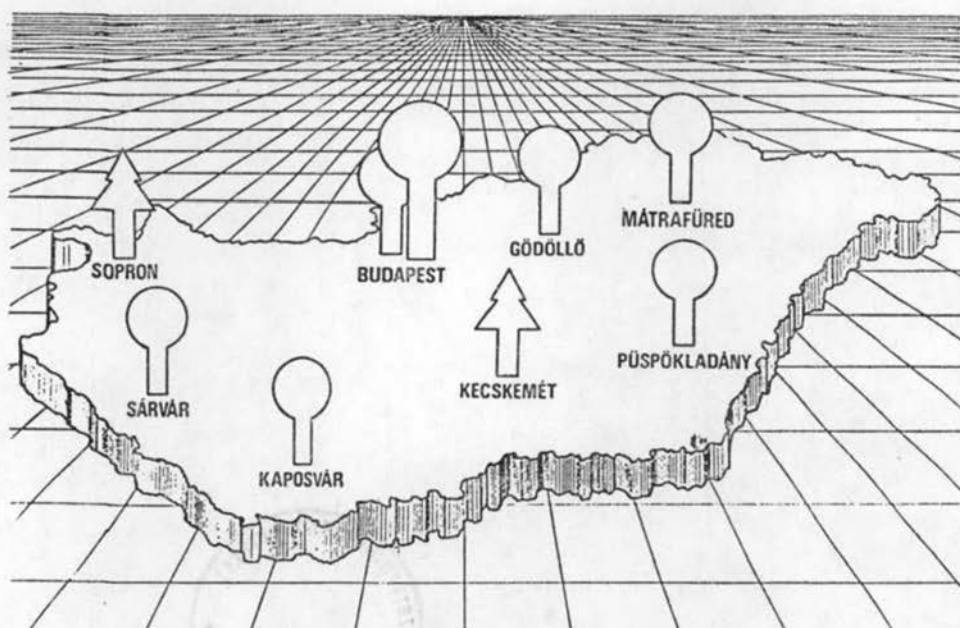 MÁTRAFÜRED
GÖDÖLLŐ
SOPRON
BUDAPEST
PÜSPÖKLADÁNY
KECSKEMÉT
SÁRVÁR
KAPOSVÁR